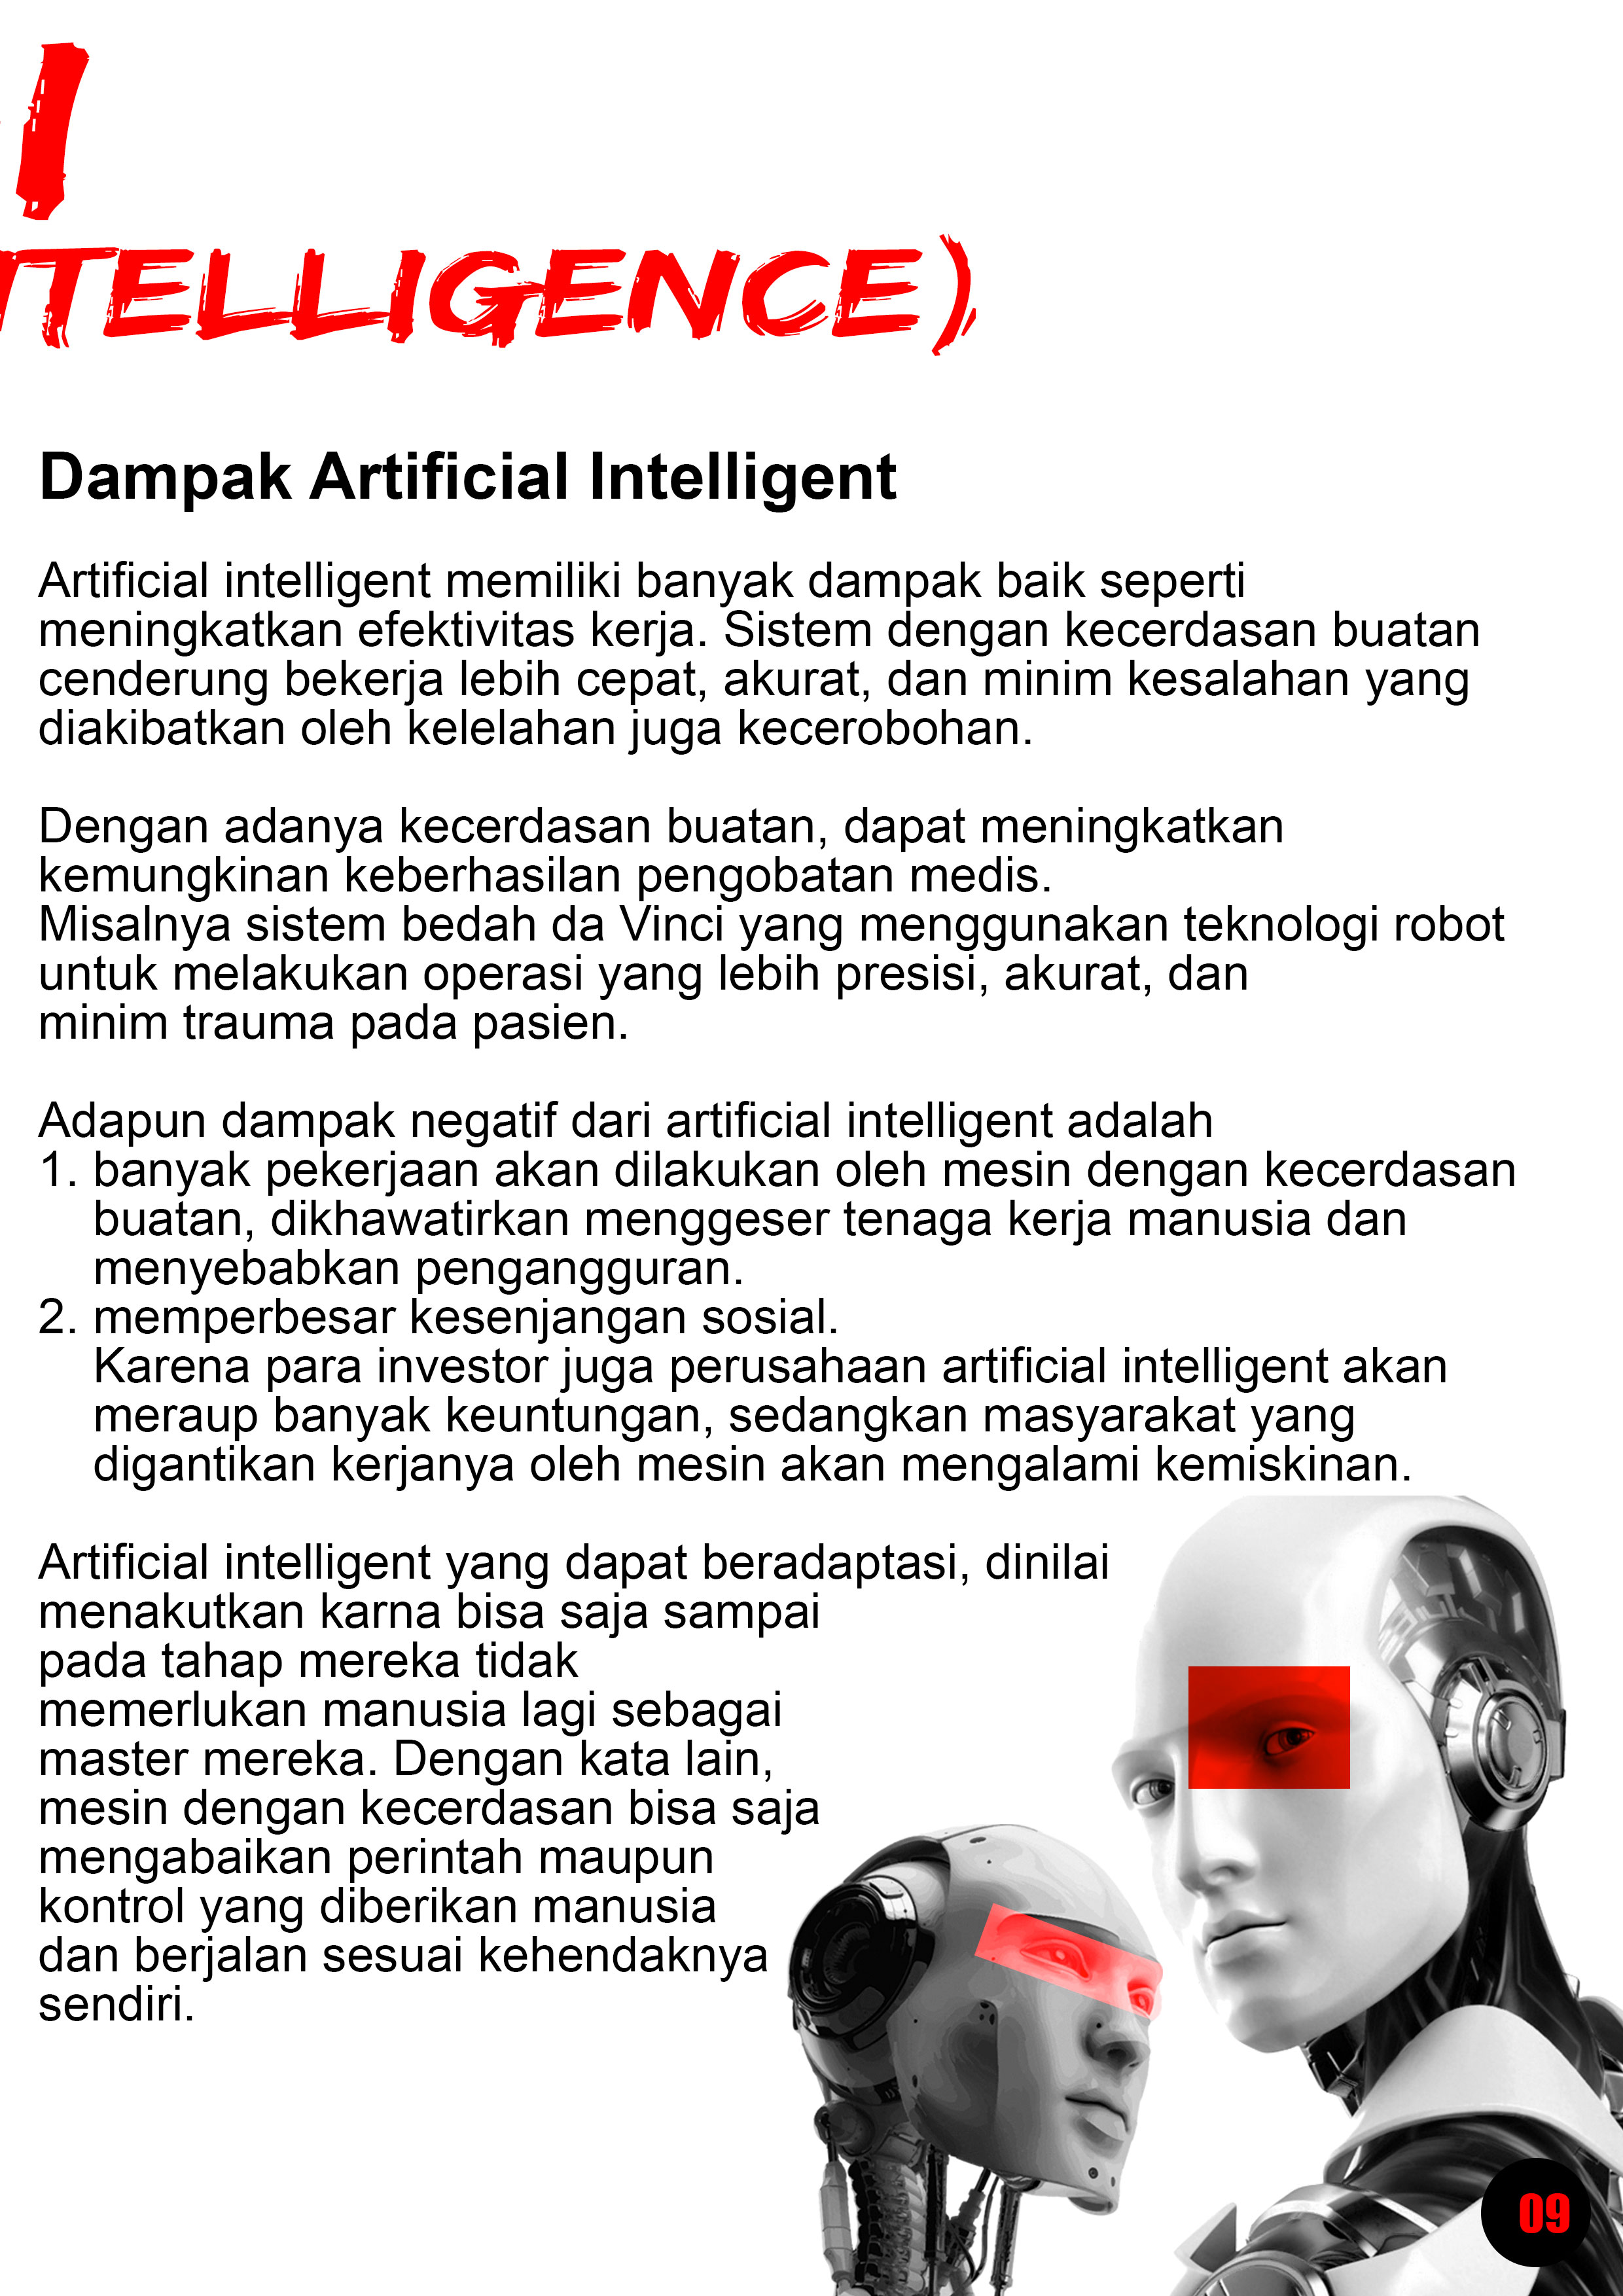 I
NTELLIGENCE)
Dampak Artificial Intelligent
Artificial intelligent memiliki banyak dampak baik seperti
meningkatkan efektivitas kerja. Sistem dengan kecerdasan buatan
cenderung bekerja lebih cepat, akurat, dan minim kesalahan yang
diakibatkan oleh kelelahan juga kecerobohan.
Dengan adanya kecerdasan buatan, dapat meningkatkan
kemungkinan keberhasilan pengobatan medis.
Misalnya sistem bedah da Vinci yang menggunakan teknologi robot
untuk melakukan operasi yang lebih presisi, akurat, dan
minim trauma pada pasien.
Adapun dampak negatif dari artificial intelligent adalah
1. banyak pekerjaan akan dilakukan oleh mesin dengan kecerdasan
buatan, dikhawatirkan menggeser tenaga kerja manusia dan
menyebabkan pengangguran.
2. memperbesar kesenjangan sosial.
Karena para investor juga perusahaan artificial intelligent akan
meraup banyak keuntungan, sedangkan masyarakat yang
digantikan kerjanya oleh mesin akan mengalami kemiskinan.
Artificial intelligent yang dapat beradaptasi, dinilai
menakutkan karna bisa saja sampai
pada tahap mereka tidak
memerlukan manusia lagi sebagai
master mereka. Dengan kata lain,
mesin dengan kecerdasan bisa saja
mengabaikan perintah maupun
kontrol yang diberikan manusia
dan berjalan sesuai kehendaknya
sendiri.
09